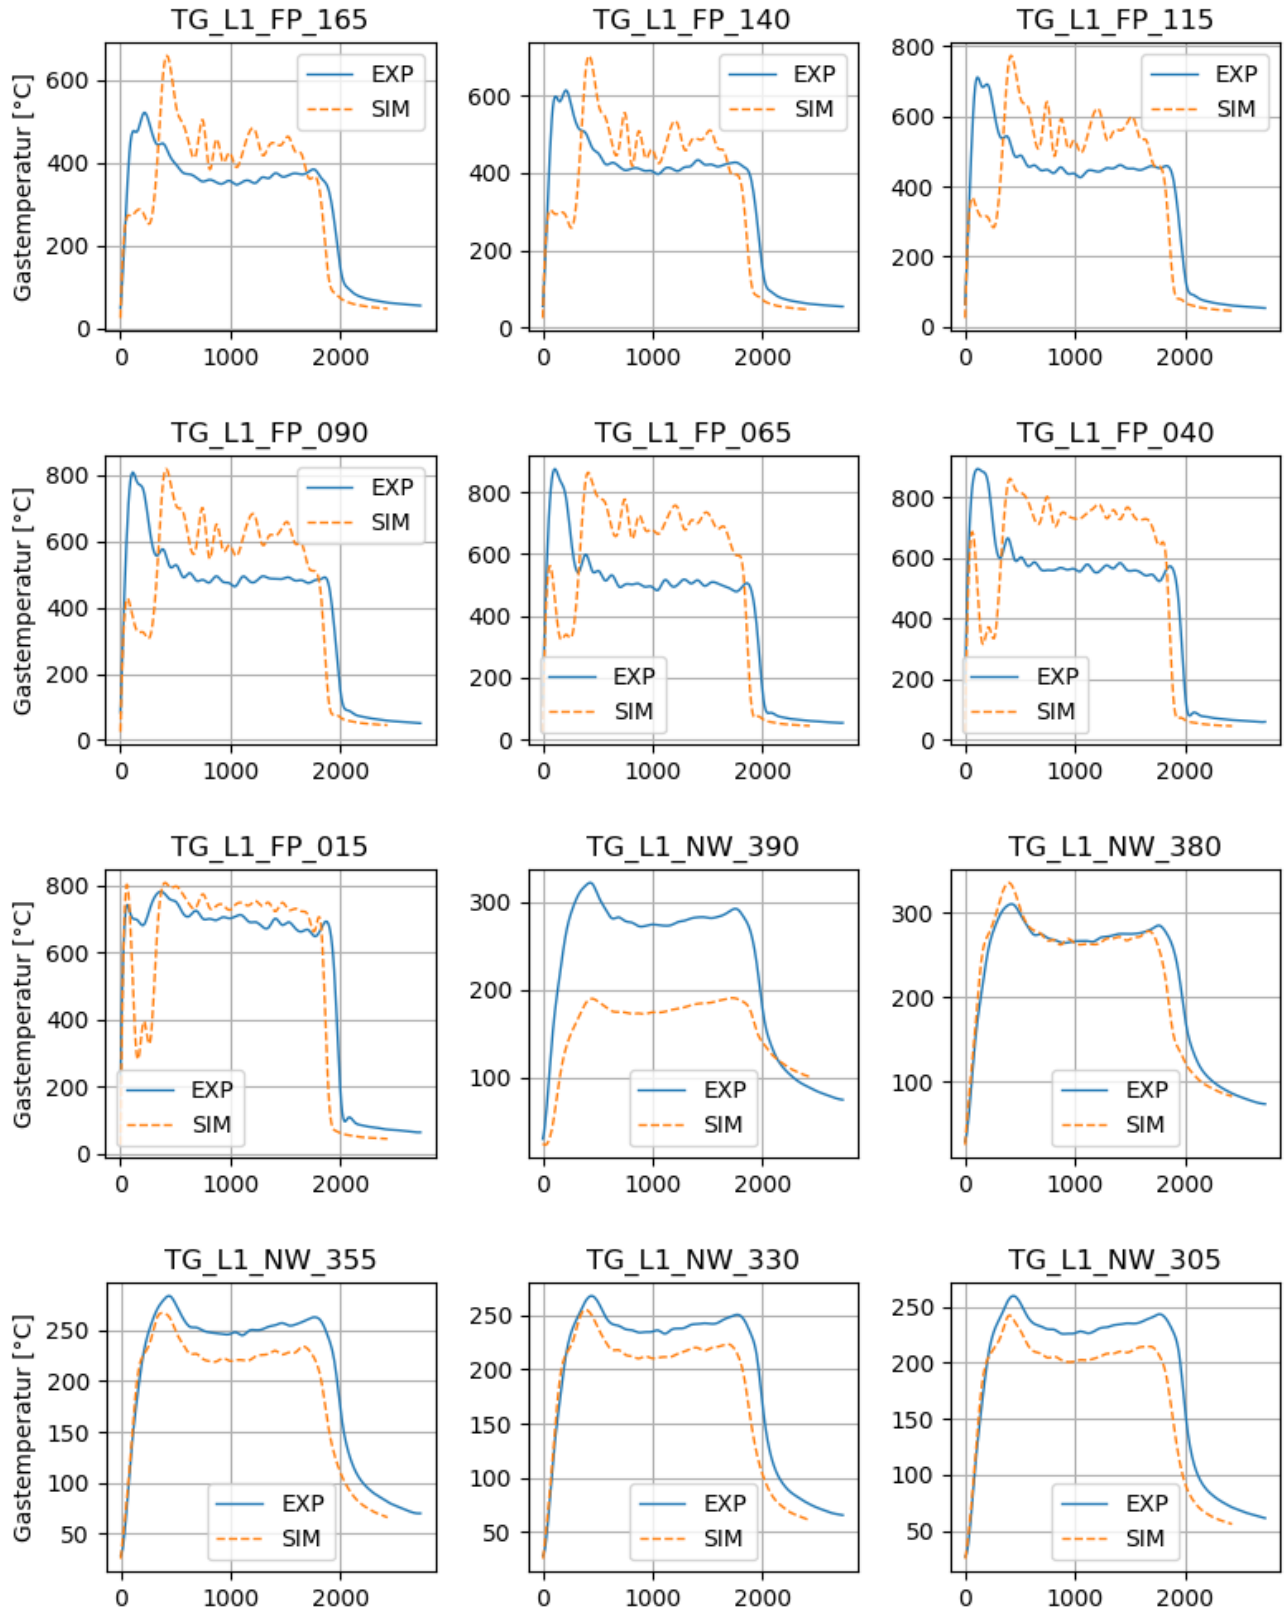 TG_L1_FP_165
Gastemperatur [°C]
600
400
200
0
0 1000 2000
EXP
SIM
TG_L1_FP_140
600
400
200
0
0 1000 2000
EXP
SIM
TG_L1_FP_115
800
600
400
200
0
0 1000 2000
EXP
SIM
TG_L1_FP_090
Gastemperatur [°C]
800
600
400
200
0
0 1000 2000
EXP
SIM
TG_L1_FP_065
800
600
400
200
0
0 1000 2000
EXP
SIM
TG_L1_FP_040
800
600
400
200
0
0 1000 2000
EXP
SIM
TG_L1_FP_015
Gastemperatur [°C]
800
600
400
200
0
0 1000 2000
EXP
SIM
TG_L1_NW_390
300
200
100
0 1000 2000
EXP
SIM
TG_L1_NW_380
300
200
100
0 1000 2000
EXP
SIM
TG_L1_NW_355
Gastemperatur [°C]
250
200
150
100
50
0 1000 2000
EXP
SIM
TG_L1_NW_330
250
200
150
100
50
0 1000 2000
EXP
SIM
TG_L1_NW_305
250
200
150
100
50
0 1000 2000
EXP
SIM